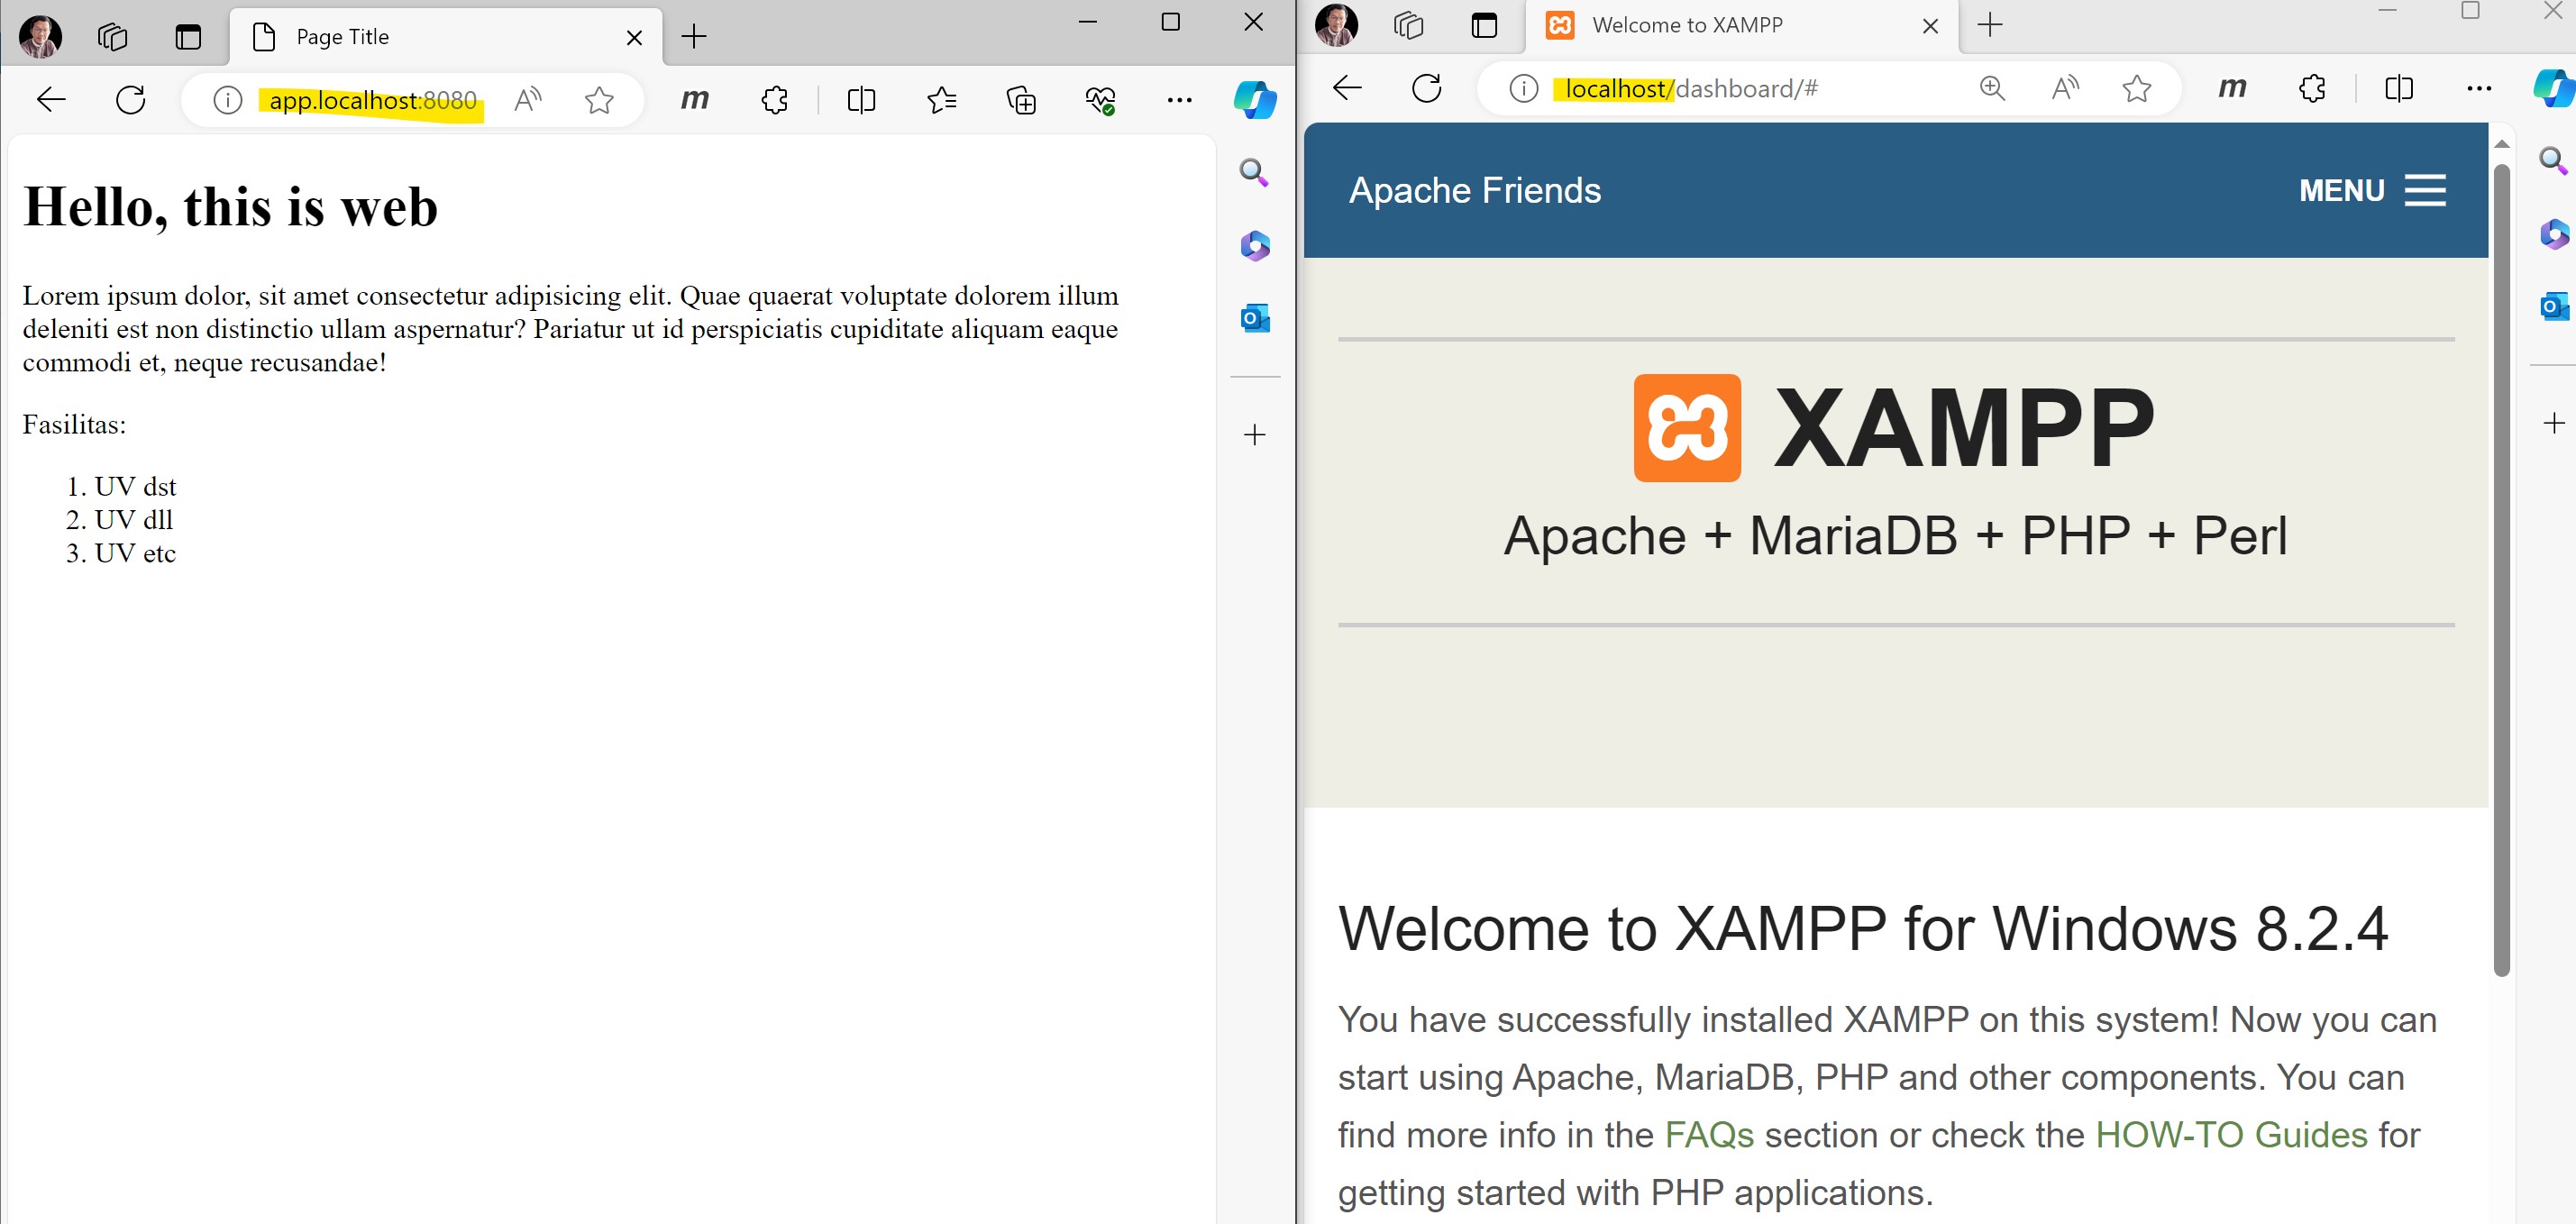 Page Title
app.localhost:8080
Hello, this is web
Lorem ipsum dolor, sit amet consectetur adipisicing elit. Quae quaerat voluptate dolorem illum
deleniti est non distinctio ullam aspernatur? Pariatur ut id perspiciatis cupiditate aliquam eaque
commodi et, neque recusandae!
Fasilitas:
1. UV dst
2. UV dll
3. UV etc
Welcome to XAMPP
localhost/dashboard/#
Apache Friends
MENU
XAMPP
Apache + MariaDB + PHP + Perl
Welcome to XAMPP for Windows 8.2.4
You have successfully installed XAMPP on this system! Now you can
start using Apache, MariaDB, PHP and other components. You can
find more info in the FAQs section or check the HOW-TO Guides for
getting started with PHP applications.